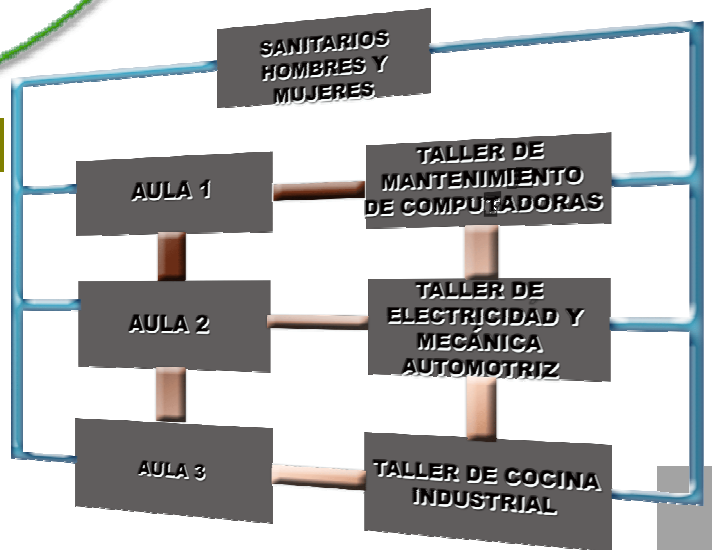 SANITARIOS
HOMBRES Y
MUJERES
AULA 1
TALLER DE
MANTENIMIENTO
DE COMPUTADORAS
AULA 2
TALLER DE
ELECTRICIDAD Y
MECÁNICA
AUTOMOTRIZ
AULA 3
TALLER DE COCINA
INDUSTRIAL